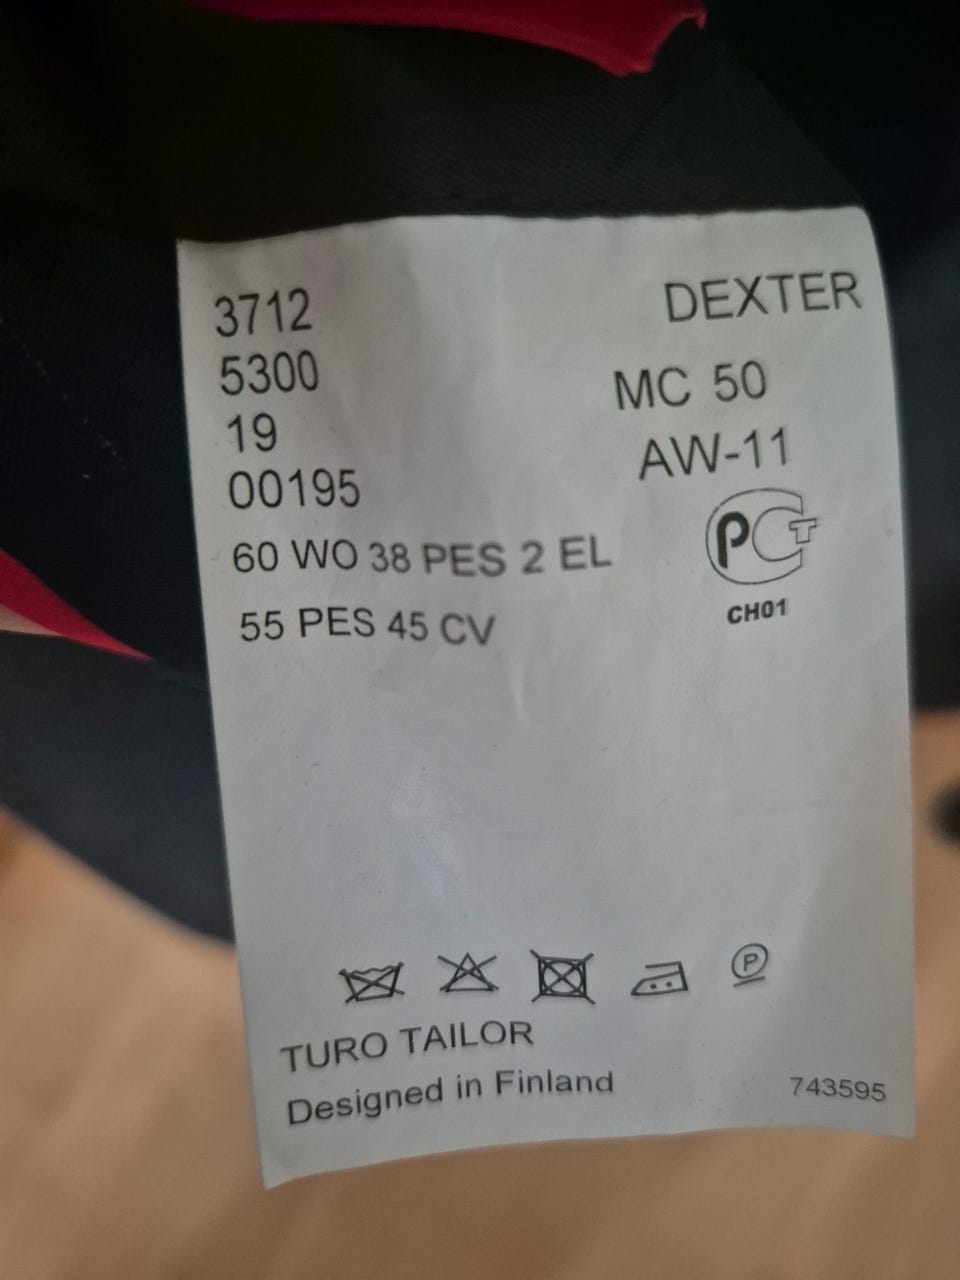 3712 DEXTER
5300 MC 50
19 AW-11
00195
60 WO 38 PES 2 EL
РСТ
55 PES 45 CV CH01
P
TURO TAILOR
Designed in Finland 743595